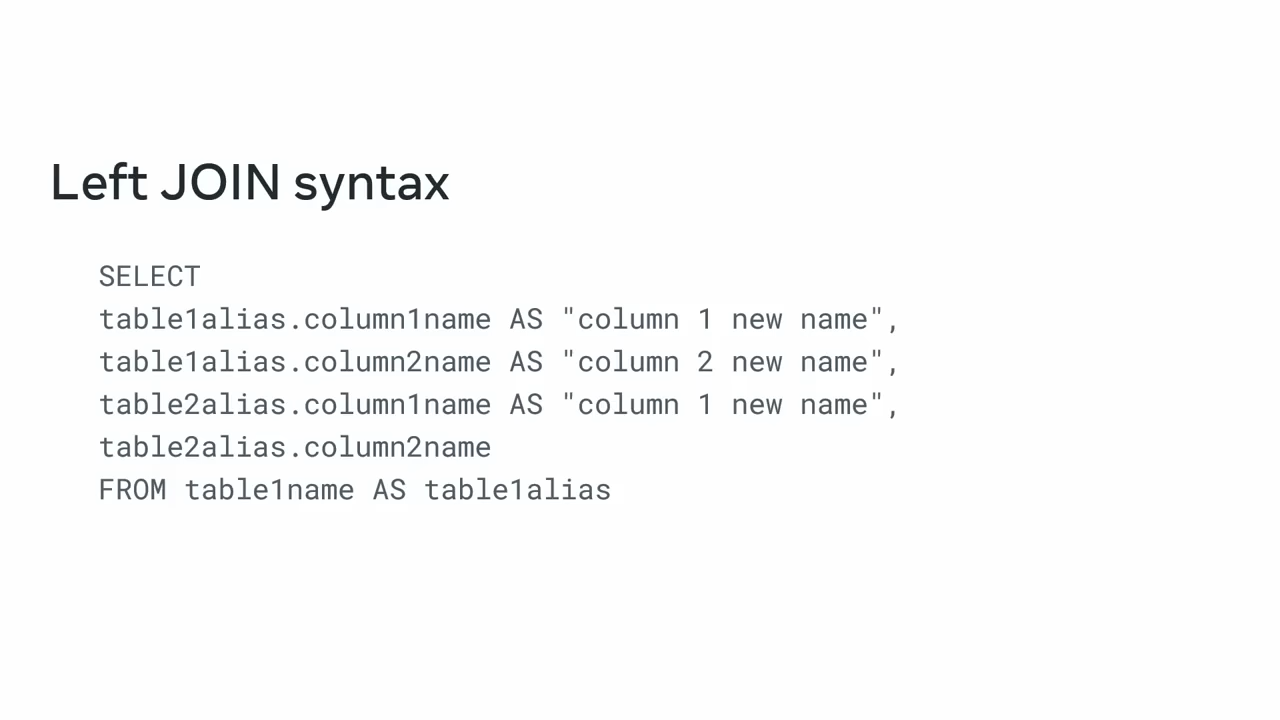 Left JOIN syntax
SELECT
table1alias.column1name AS "column 1 new name",
table1alias.column2name AS "column 2 new name",
table2alias.column1name AS "column 1 new name",
table2alias.column2name
FROM table1name AS table1alias